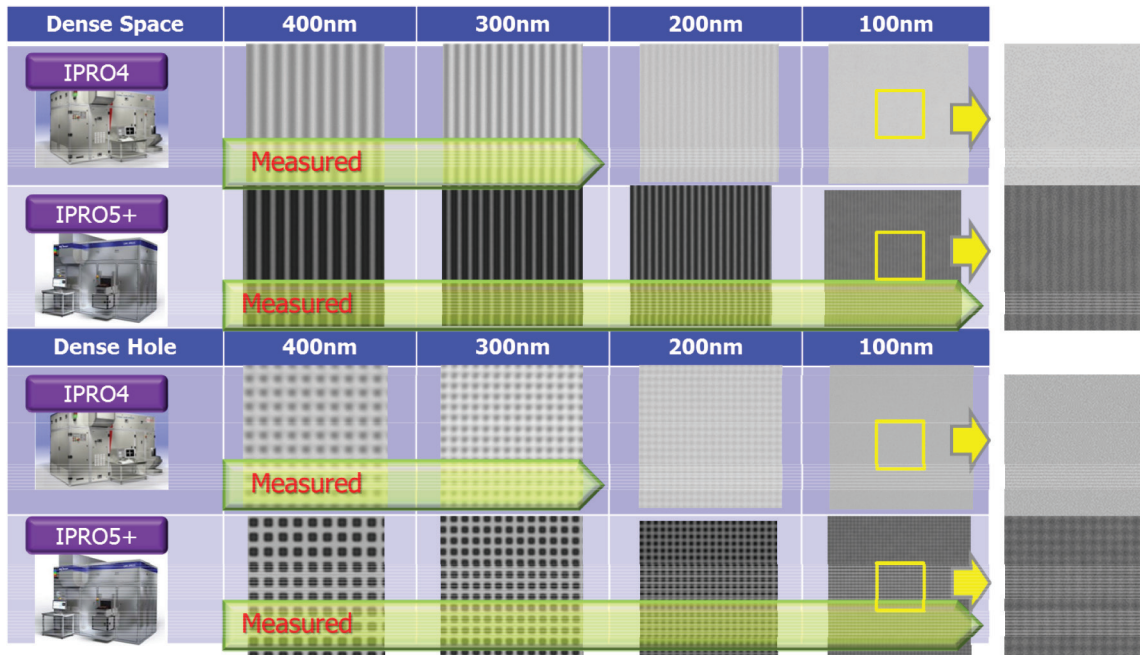 Dense Space 400nm 300nm 200nm 100nm
IPRO4
Measured
IPRO5+
Measured
Dense Hole 400nm 300nm 200nm 100nm
IPRO4
Measured
IPRO5+
Measured